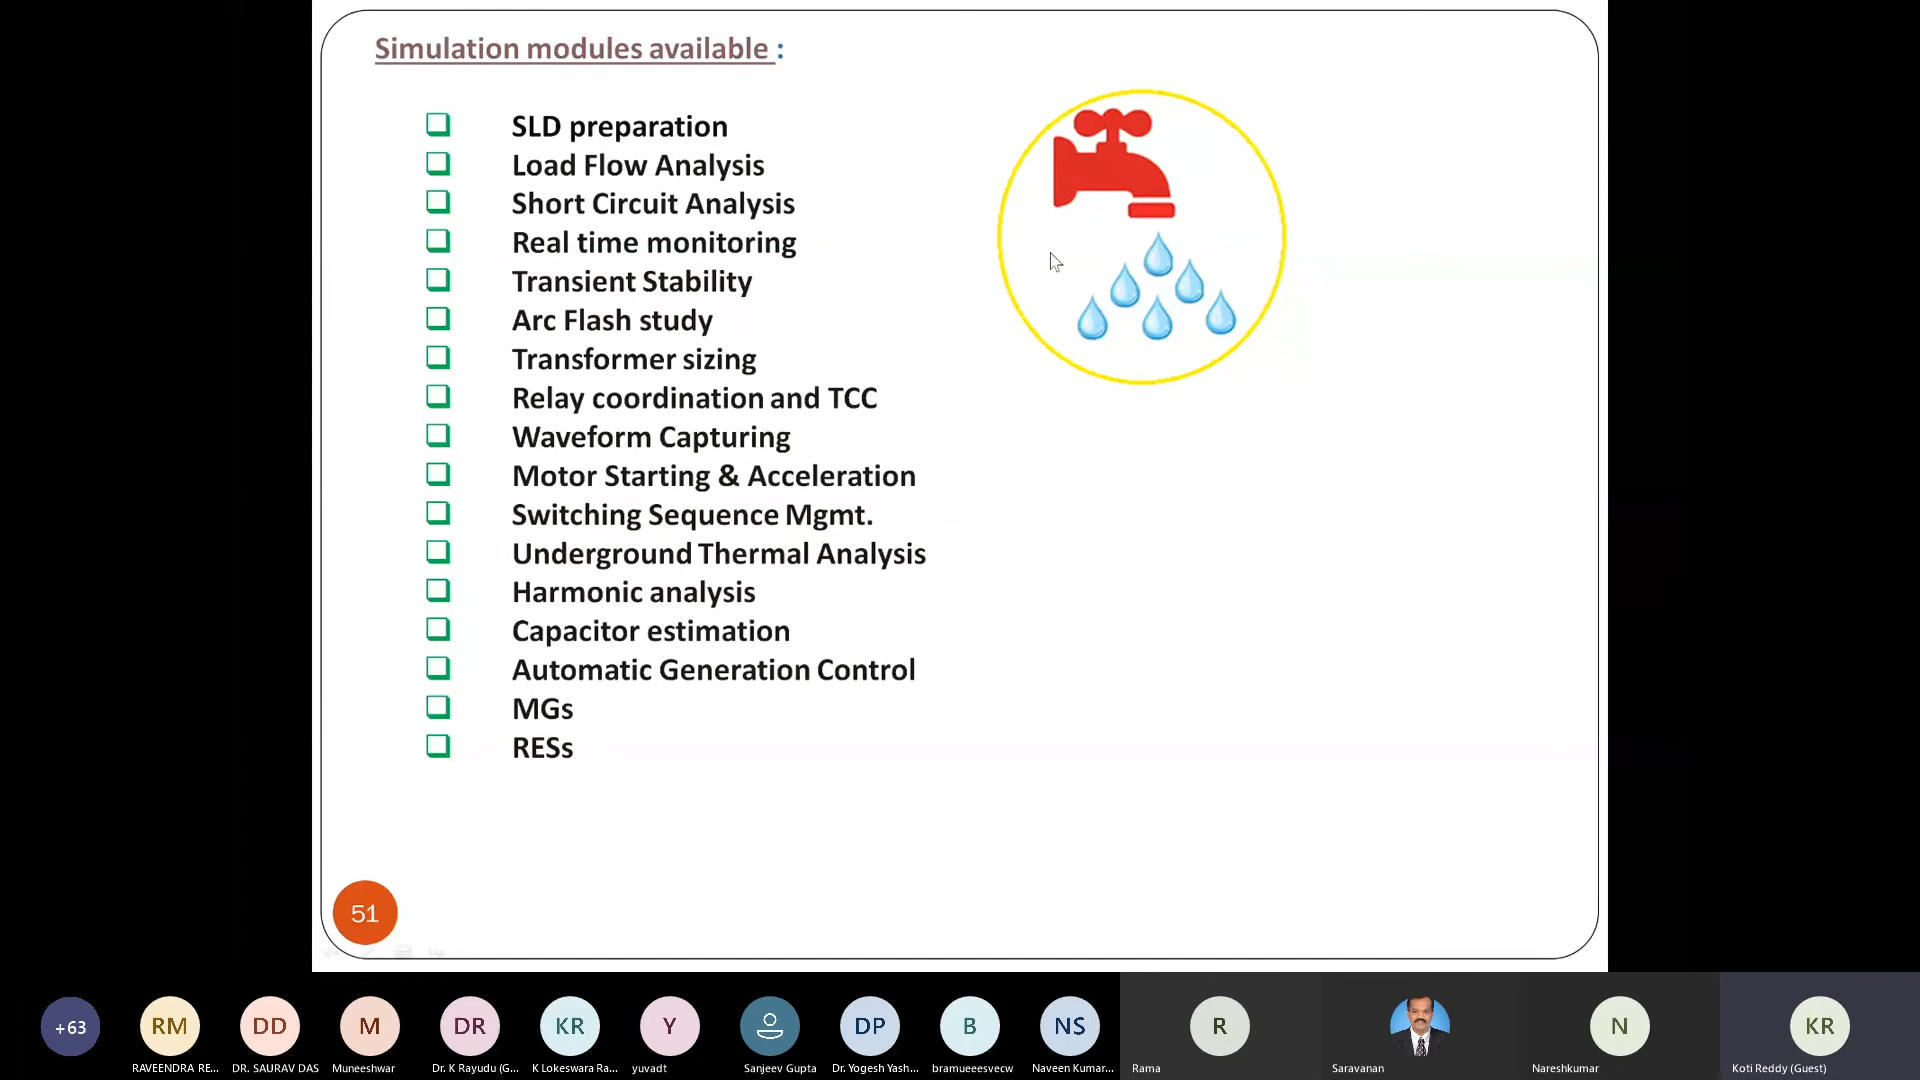 Simulation modules available :
SLD preparation
Load Flow Analysis
Short Circuit Analysis
Real time monitoring
Transient Stability
Arc Flash study
Transformer sizing
Relay coordination and TCC
Waveform Capturing
Motor Starting & Acceleration
Switching Sequence Mgmt.
Underground Thermal Analysis
Harmonic analysis
Capacitor estimation
Automatic Generation Control
MGs
RESs
51
+63
RM
DD
M
DR
KR
Y
DP
B
NS
R
N
KR
RAVEENDRA RE...
DR. SAURAV DAS
Muneeshwar
Dr. K Rayudu (G...
K Lokeswara Ra...
yuvadt
Sanjeev Gupta
Dr. Yogesh Yash...
bramueeesvecw
Naveen Kumar...
Rama
Saravanan
Nareshkumar
Koti Reddy (Guest)